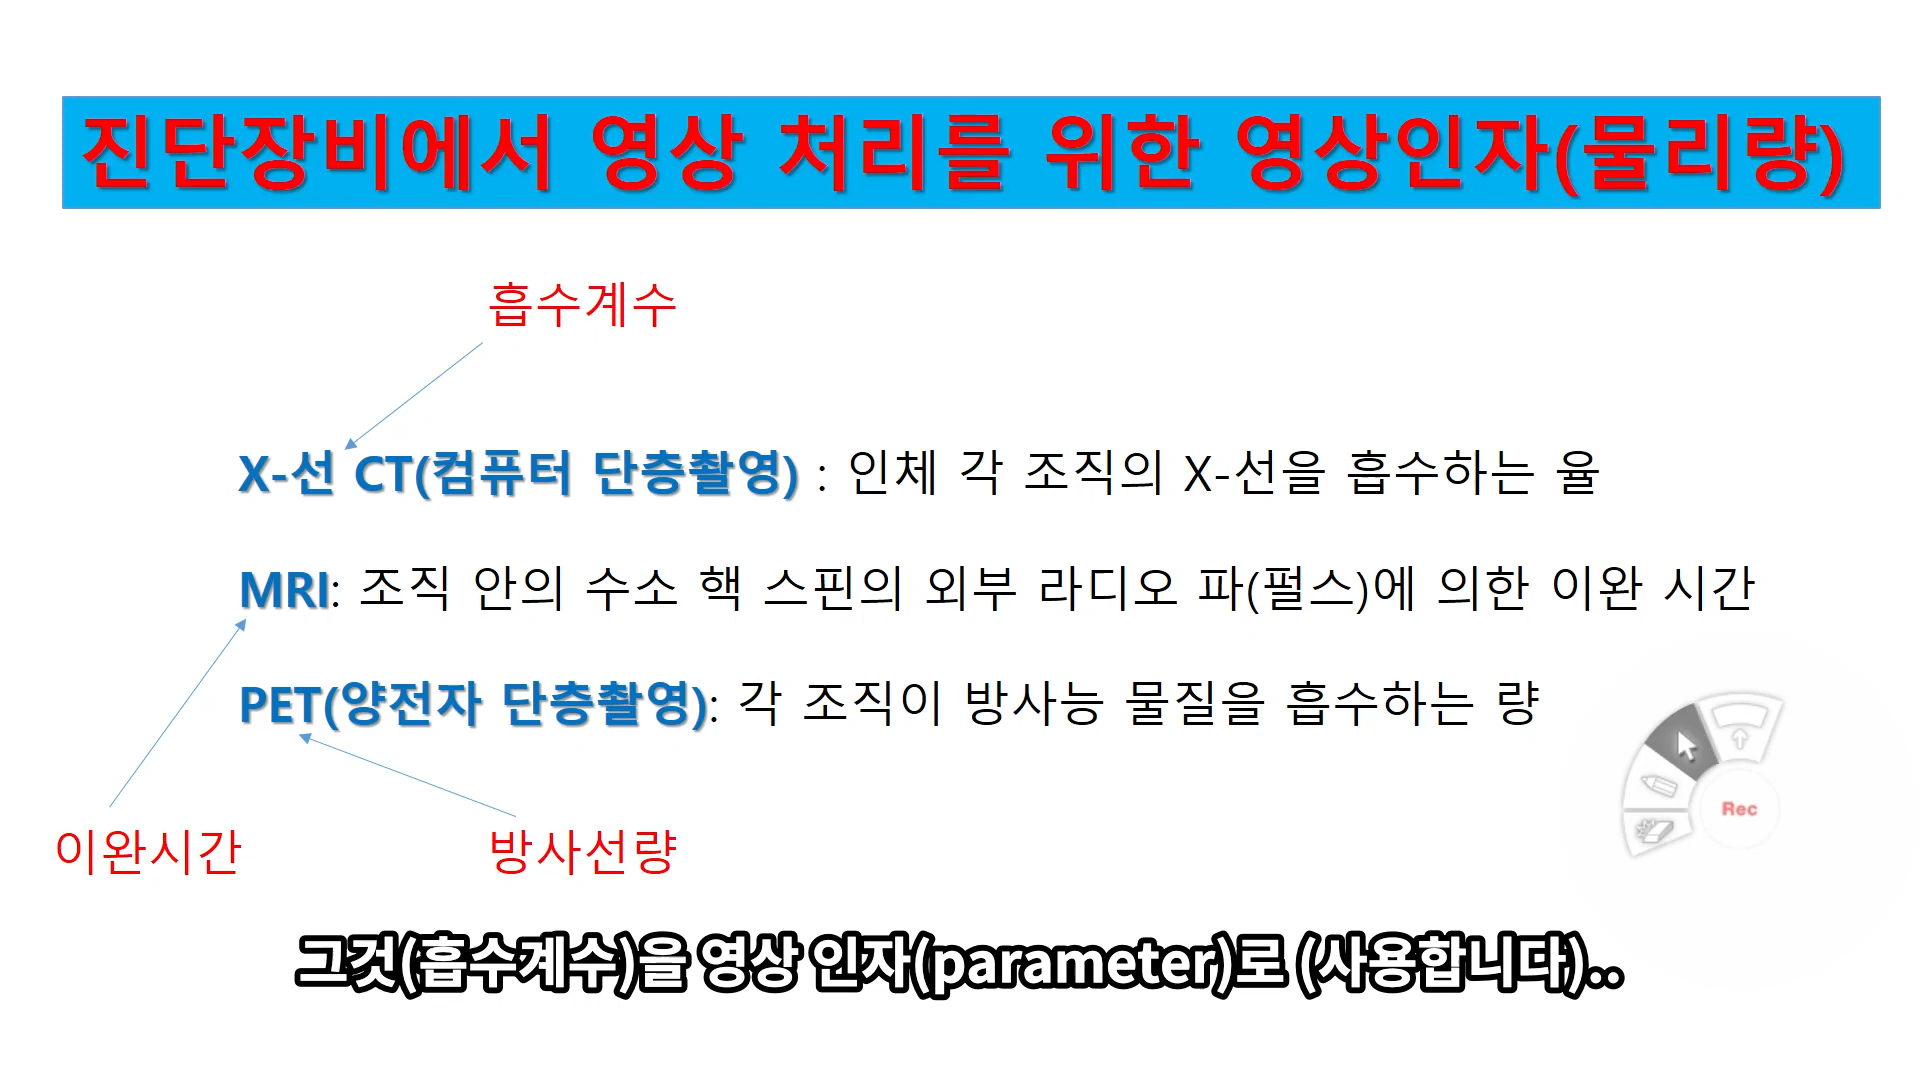 진단장비에서 영상 처리를 위한 영상인자(물리량)
흡수계수
X-선 CT(컴퓨터 단층촬영) : 인체 각 조직의 X-선을 흡수하는 율
MRI: 조직 안의 수소 핵 스핀의 외부 라디오 파(펄스)에 의한 이완 시간
PET(양전자 단층촬영): 각 조직이 방사능 물질을 흡수하는 량
Rec
이완시간
방사선량
그것(흡수계수)을 영상 인자(parameter)로 (사용합니다)..